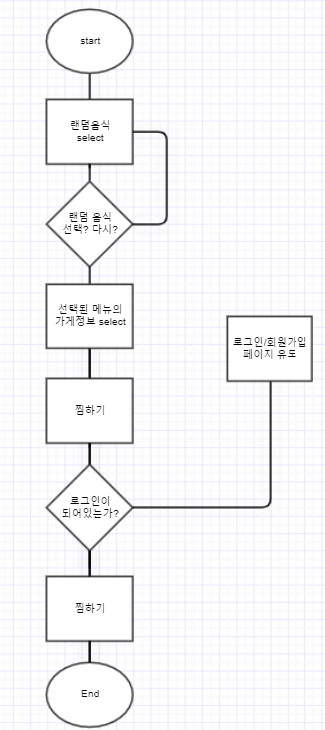 start
랜덤음식
select
랜덤 음식
선택? 다시?
선택된 메뉴의
가게정보 select
로그인/회원가입
페이지 유도
찜하기
로그인이
되어있는가?
찜하기
End